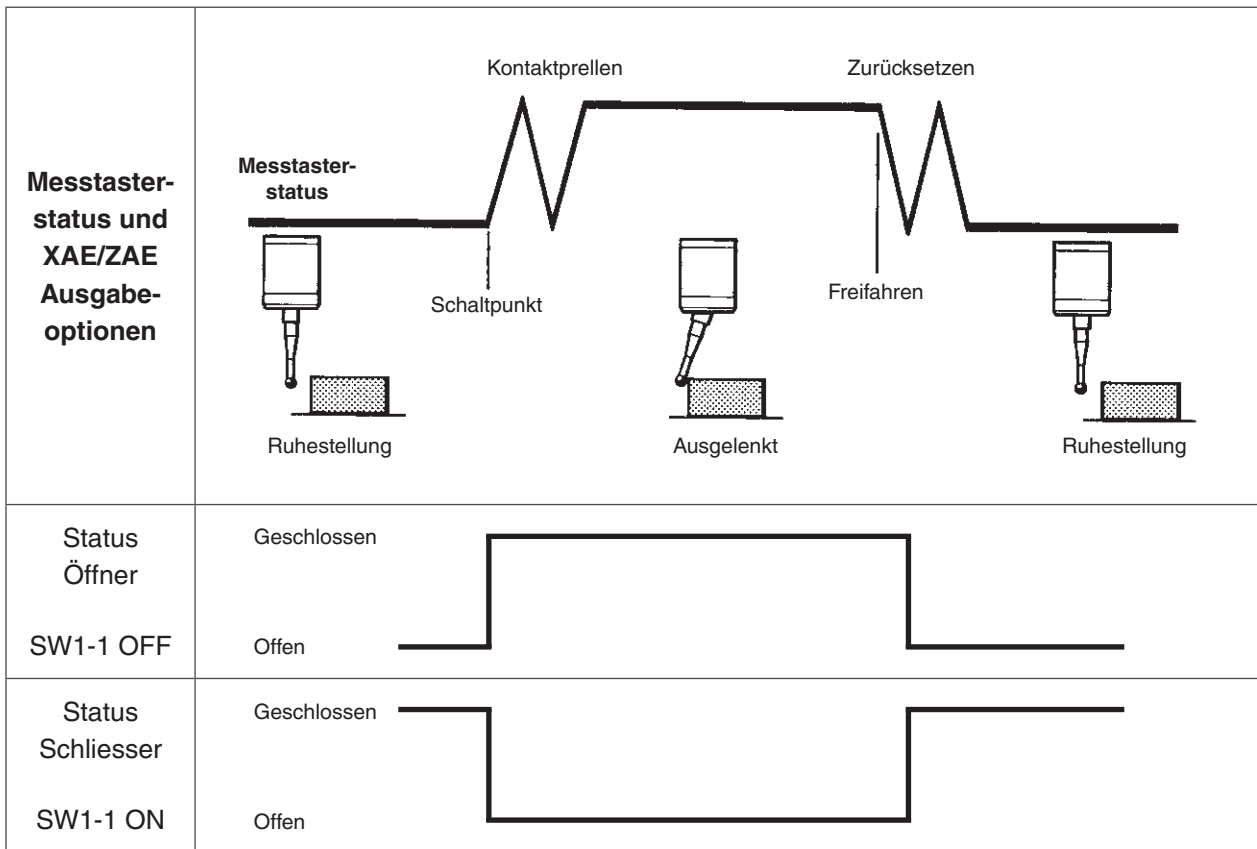 Messtaster-
status und
XAE/ZAE
Ausgabe-
optionen
Kontaktprellen
Zurücksetzen
Messtaster-
status
Schaltpunkt
Freifahren
Ruhestellung
Ausgelenkt
Ruhestellung
Status
Öffner
SW1-1 OFF
Geschlossen
Offen
Status
Schliesser
SW1-1 ON
Geschlossen
Offen